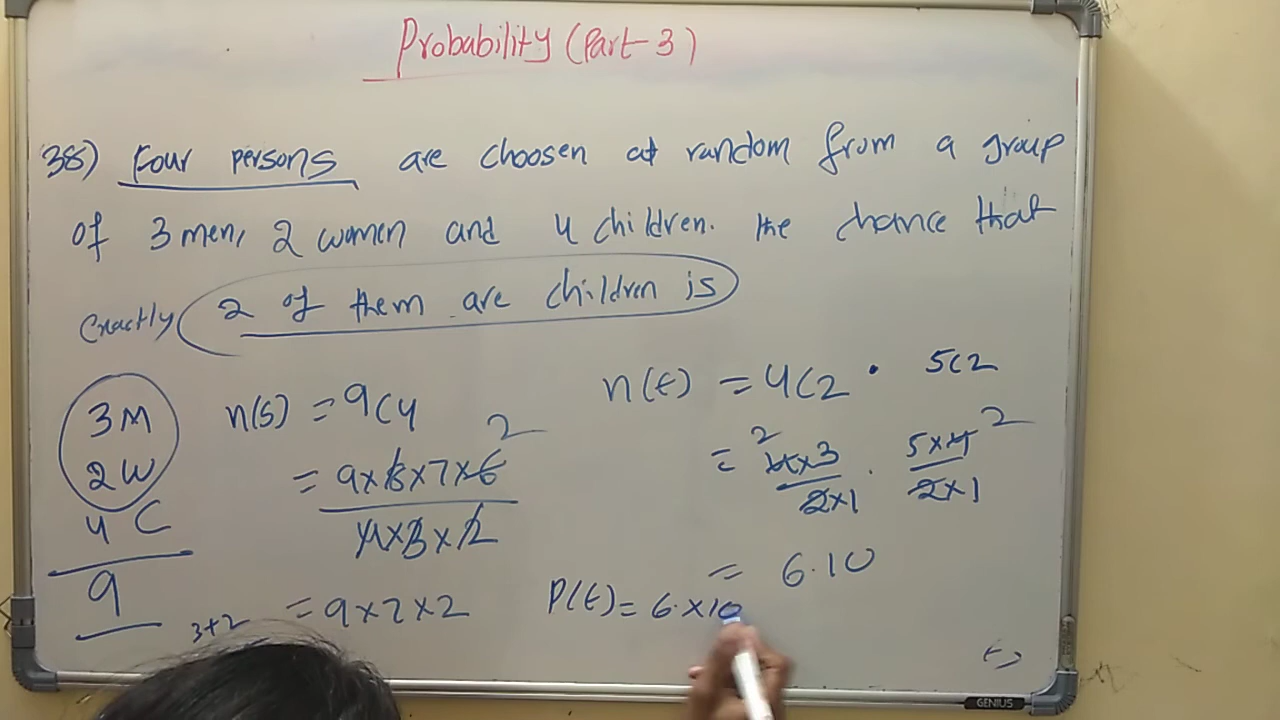 Probability (Part-3)
38) Four persons are choosen at random from a group
of 3 men, 2 women and 4 children. The chance that
exactly 2 of them are children is
3M
2W
4C
9
3+2
n(s) = 9C4
= 9×8×7×6 2
4×3×2
= 9×7×2
n(E) = 4C2 · 5C2
= 2 4×3 . 5×4 2
2×1 2×1
= 6.10
P(E) = 6×10
GENIUS